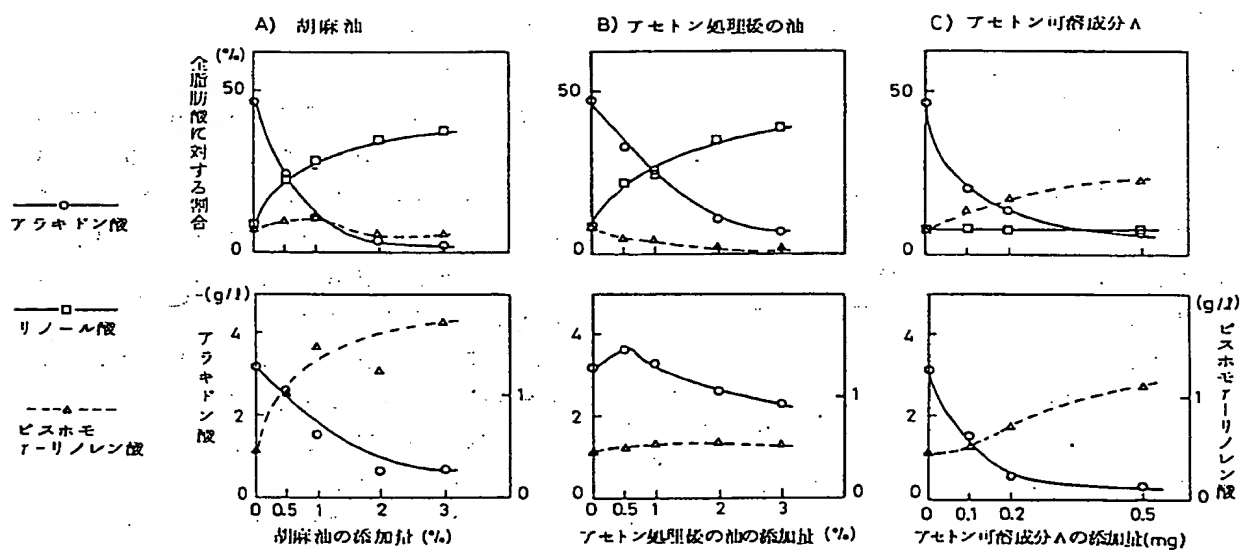 A) 胡麻油
B) アセトン処理後の油
C) アセトン可溶成分A
(%)
全脂肪酸に対する割合
50
0
50
0
50
0
アラキドン酸
リノール酸
ビスホモ
γ-リノレン酸
(g/l)
アラキドン酸
4
2
0
1
0
4
2
0
1
0
4
2
0
(g/l)
1
0
ビスホモγ-リノレン酸
0 0.5 1 2 3
0 0.5 1 2 3
0 0.1 0.2 0.5
胡麻油の添加量 (%)
アセトン処理後の油の添加量 (%)
アセトン可溶成分Aの添加量(mg)